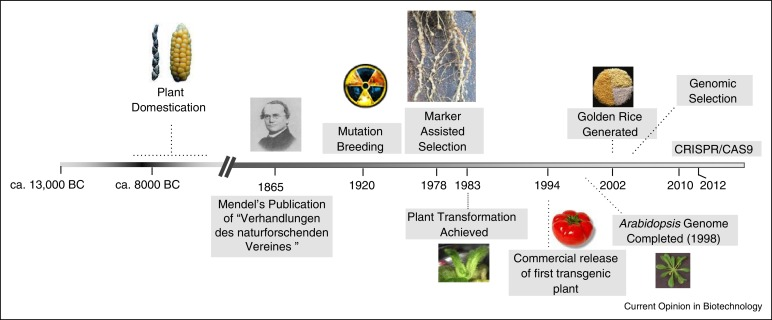 Plant
Domestication
Mutation
Breeding
Marker
Assisted
Selection
Golden Rice
Generated
Genomic
Selection
CRISPR/CAS9
ca. 13,000 BC
ca. 8000 BC
1865
1920
1978
1983
1994
2002
2010
2012
Mendel's Publication
of “Verhandlungen
des naturforschenden
Vereines ”
Plant Transformation
Achieved
Commercial release
of first transgenic
plant
Arabidopsis Genome
Completed (1998)
Current Opinion in Biotechnology